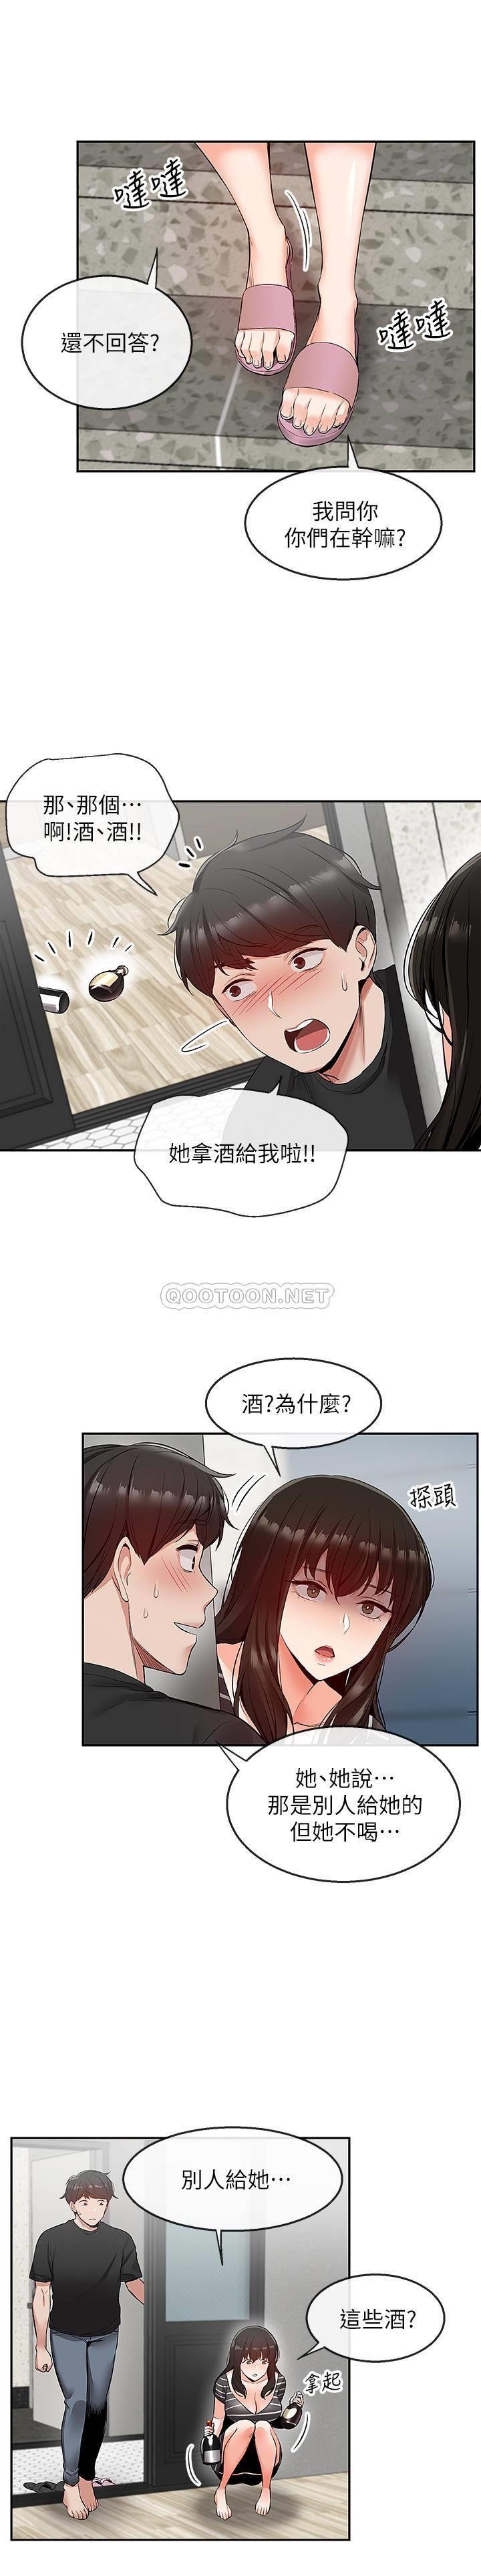 噠噠
還不回答?
噠噠
我問你
你們在幹嘛?
那、那個…
啊!酒、酒!!
她拿酒給我啦!!
QOOTOON.NET
酒?為什麼?
探頭
她、她說…
那是別人給她的
但她不喝…
別人給她…
這些酒?
拿起